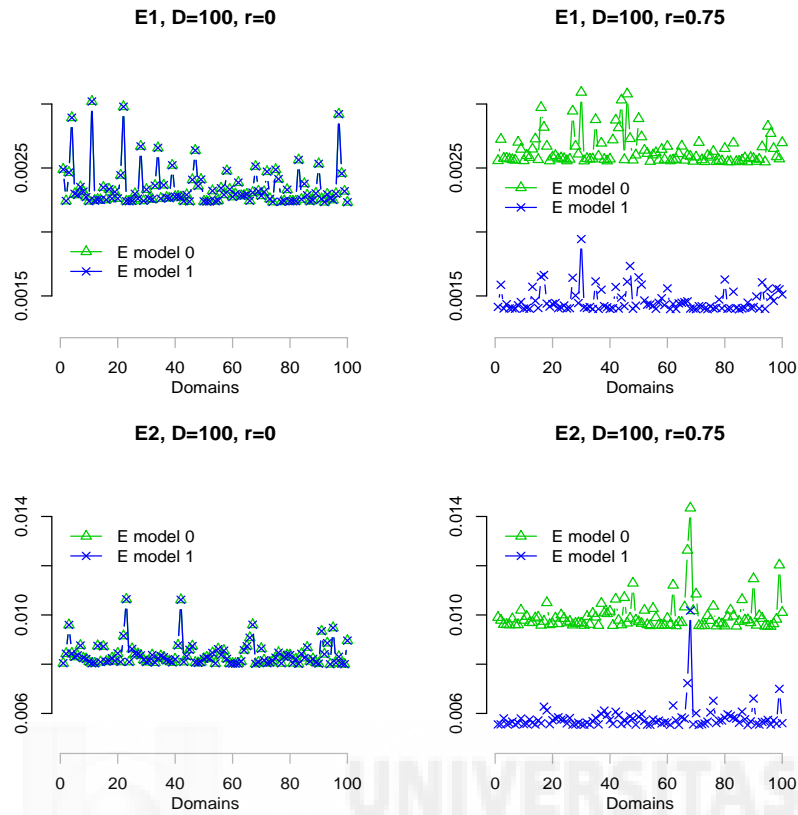 E1, D=100, r=0
E1, D=100, r=0.75
0.0025
0.0015
E model 0
E model 1
0 20 40 60 80 100
Domains
0.0025
0.0015
E model 0
E model 1
0 20 40 60 80 100
Domains
E2, D=100, r=0
E2, D=100, r=0.75
0.014
0.010
0.006
E model 0
E model 1
0 20 40 60 80 100
Domains
0.014
0.010
0.006
E model 0
E model 1
0 20 40 60 80 100
Domains
UNIVERSITAS